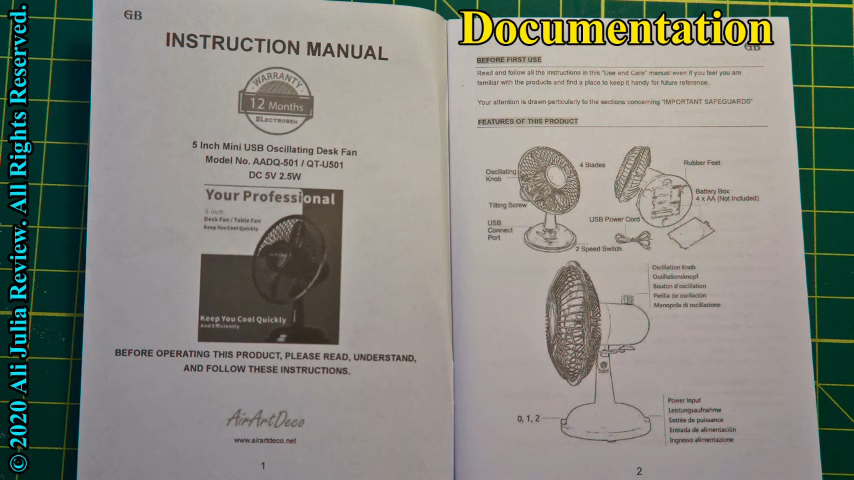 Documentation
© 2020 Ali Julia Review. All Rights Reserved.
GB
INSTRUCTION MANUAL
WARRANTY
12 Months
5 Inch Mini USB Oscillating Desk Fan
Model No. AADQ-501 / QT-U501
DC 5V 2.5W
Your Professional
5 inch
Desk Fan / Table Fan
Keep You Cool Quickly
Keep You Cool Quickly
And Efficiently
BEFORE OPERATING THIS PRODUCT, PLEASE READ, UNDERSTAND,
AND FOLLOW THESE INSTRUCTIONS.
AirArtDeco
www.airartdeco.net
1
GB
BEFORE FIRST USE
Read and follow all the instructions in this "Use and Care" manual even if you feel you are
familiar with the products and find a place to keep it handy for future reference.
Your attention is drawn particularly to the sections concerning "IMPORTANT SAFEGUARDS"
FEATURES OF THIS PRODUCT
Oscillating
Knob
4 Blades
Rubber Feet
Tilting Screw
Battery Box
4 x AA (Not Included)
USB
Connect
Port
USB Power Cord
2 Speed Switch
Oscillation Knob
Oszillationsknopf
Bouton d'oscillation
Perilla de oscilación
Manopola di oscillazione
0, 1, 2
Power Input
Leistungsaufnahme
Entrée de puissance
Entrada de alimentación
Ingresso alimentazione
2